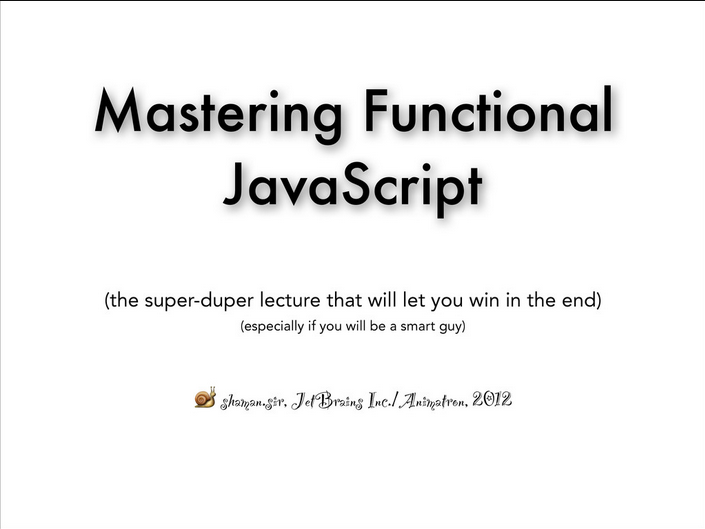 Mastering Functional
JavaScript
(the super-duper lecture that will let you win in the end)
(especially if you will be a smart guy)
shaman.sir, JetBrains Inc./Animatron, 2012